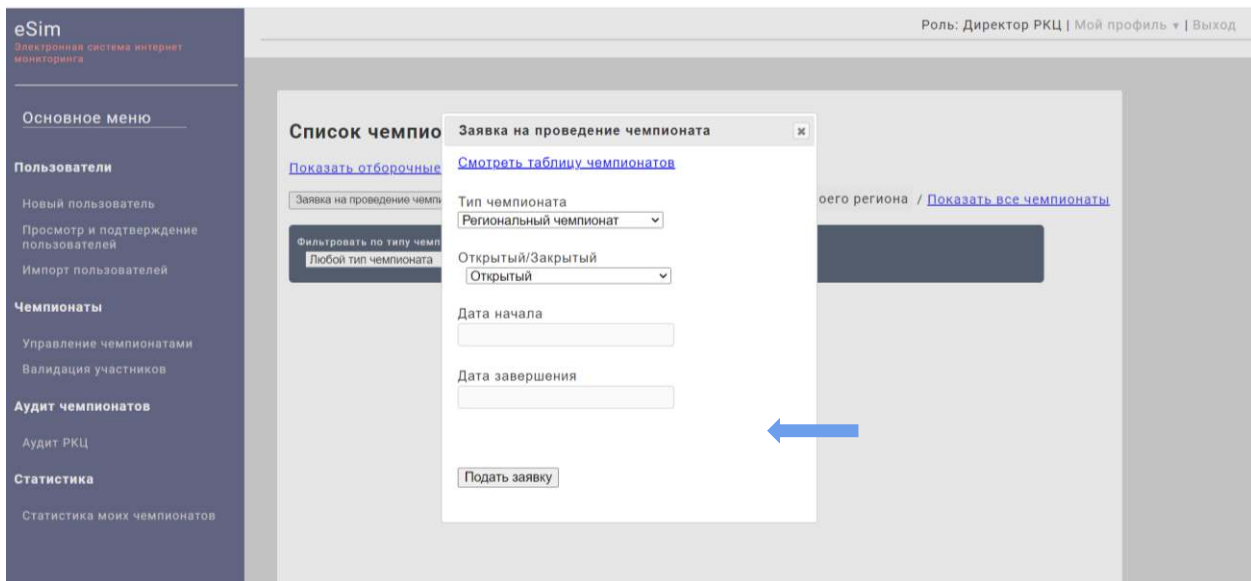 eSim
Электронная система интернет
мониторинга
Роль: Директор РКЦ | Мой профиль ▾ | Выход
Основное меню
Пользователи
Новый пользователь
Просмотр и подтверждение
пользователей
Импорт пользователей
Чемпионаты
Управление чемпионатами
Валидация участников
Аудит чемпионатов
Аудит РКЦ
Статистика
Статистика моих чемпионатов
Список чемпио
Показать отборочные
Заявка на проведение чемп
оего региона / Показать все чемпионаты
Фильтровать по типу чемп
Любой тип чемпионата
Заявка на проведение чемпионата
Смотреть таблицу чемпионатов
Тип чемпионата
Региональный чемпионат
Открытый/Закрытый
Открытый
Дата начала
Дата завершения
Подать заявку